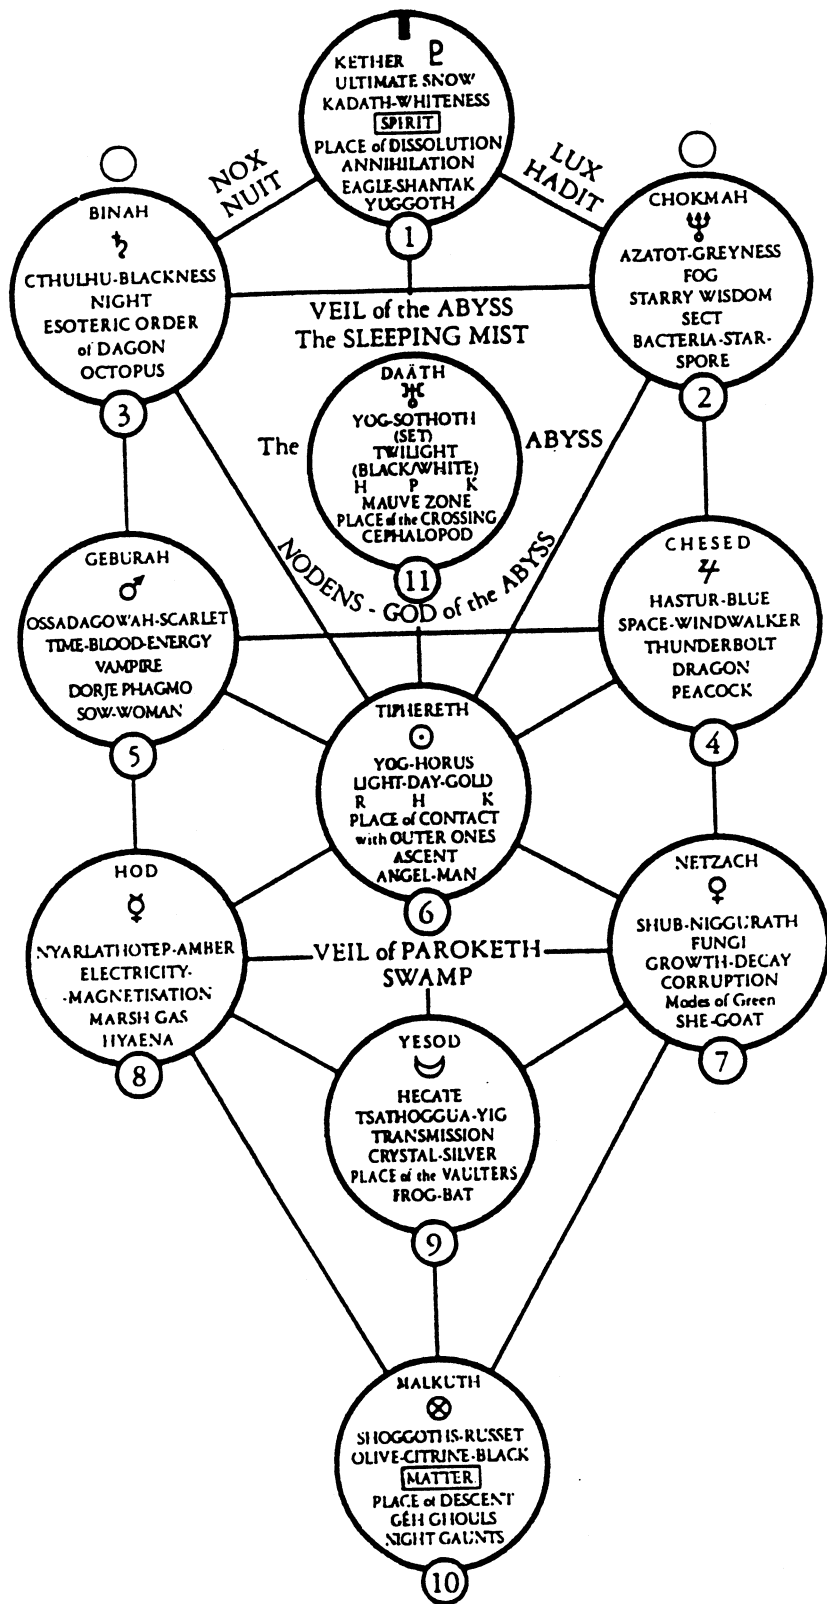 KETHER ♇
ULTIMATE SNOW
KADATH-WHITENESS
SPIRIT
PLACE of DISSOLUTION
ANNIHILATION
EAGLE-SHANTAK
YUGGOTH
1
NOX
NUIT
LUX
HADIT
BINAH
♄
CTHULHU-BLACKNESS
NIGHT
ESOTERIC ORDER
of DAGON
OCTOPUS
3
CHOKMAH
♆
AZATOT-GREYNESS
FOG
STARRY WISDOM
SECT
BACTERIA-STAR-
SPORE
2
VEIL of the ABYSS
The SLEEPING MIST
The ABYSS
DAÄTH
♅
YOG-SOTHOTH
(SET)
TWILIGHT
(BLACK/WHITE)
H P K
MAUVE ZONE
PLACE of the CROSSING
CEPHALOPOD
11
NODENS - GOD of the ABYSS
GEBURAH
♂
OSSADAGOWAH-SCARLET
TIME-BLOOD-ENERGY
VAMPIRE
DORJE PHAGMO
SOW-WOMAN
5
CHESED
♃
HASTUR-BLUE
SPACE-WINDWALKER
THUNDERBOLT
DRAGON
PEACOCK
4
TIPHERETH
☉
YOG-HORUS
LIGHT-DAY-GOLD
R H K
PLACE of CONTACT
with OUTER ONES
ASCENT
ANGEL-MAN
6
HOD
☿
NYARLATHOTEP-AMBER
ELECTRICITY-
-MAGNETISATION
MARSH GAS
HYAENA
8
NETZACH
♀
SHUB-NIGGURATH
FUNGI
GROWTH-DECAY
CORRUPTION
Modes of Green
SHE-GOAT
7
VEIL of PAROKETH
SWAMP
YESOD
HECATE
TSATHOGGUA-YIG
TRANSMISSION
CRYSTAL-SILVER
PLACE of the VAULTERS
FROG-BAT
9
MALKUTH
⊗
SHOGGOTHS-RUSSET
OLIVE-CITRINE-BLACK
MATTER
PLACE of DESCENT
GÉH GHOULS
NIGHT GAUNTS
10